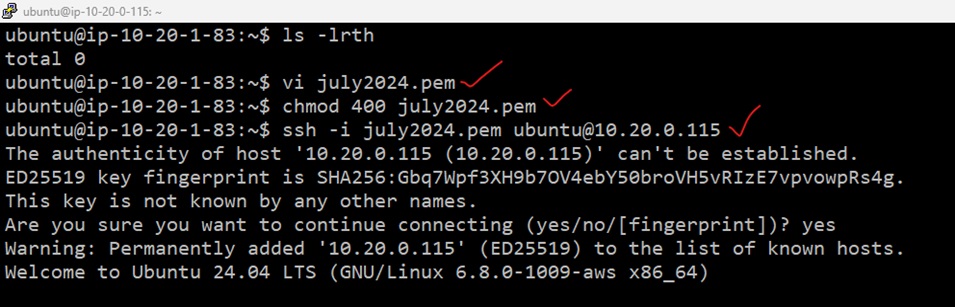 ubuntu@ip-10-20-0-115: ~
ubuntu@ip-10-20-1-83:~$ ls -lrth
total 0
ubuntu@ip-10-20-1-83:~$ vi july2024.pem
ubuntu@ip-10-20-1-83:~$ chmod 400 july2024.pem
ubuntu@ip-10-20-1-83:~$ ssh -i july2024.pem ubuntu@10.20.0.115
The authenticity of host '10.20.0.115 (10.20.0.115)' can't be established.
ED25519 key fingerprint is SHA256:Gbq7Wpf3XH9b7OV4ebY50broVH5vRIzE7vpvowpRs4g.
This key is not known by any other names.
Are you sure you want to continue connecting (yes/no/[fingerprint])? yes
Warning: Permanently added '10.20.0.115' (ED25519) to the list of known hosts.
Welcome to Ubuntu 24.04 LTS (GNU/Linux 6.8.0-1009-aws x86_64)